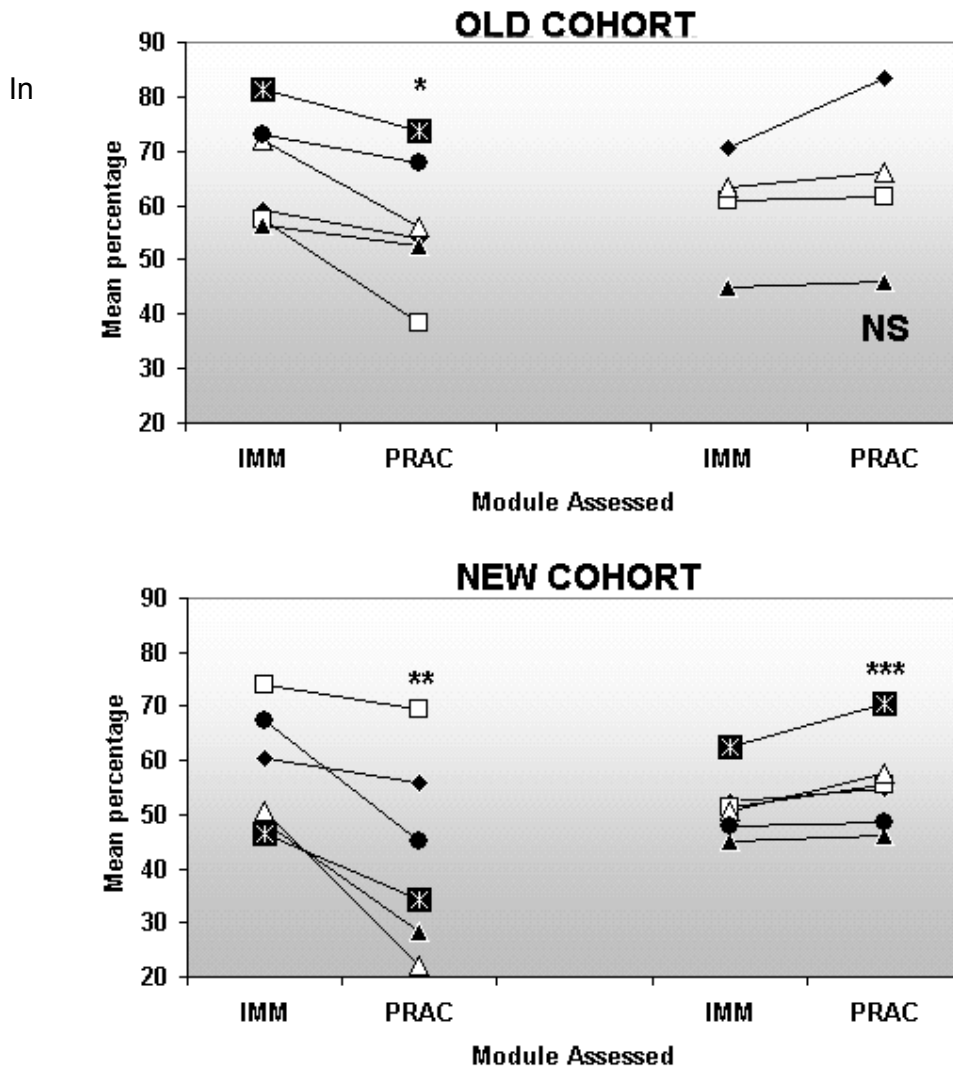 OLD COHORT
In
Mean percentage
90
80
70
60
50
40
30
20
*
NS
IMM PRAC IMM PRAC
Module Assessed
NEW COHORT
Mean percentage
90
80
70
60
50
40
30
20
**
***
IMM PRAC IMM PRAC
Module Assessed